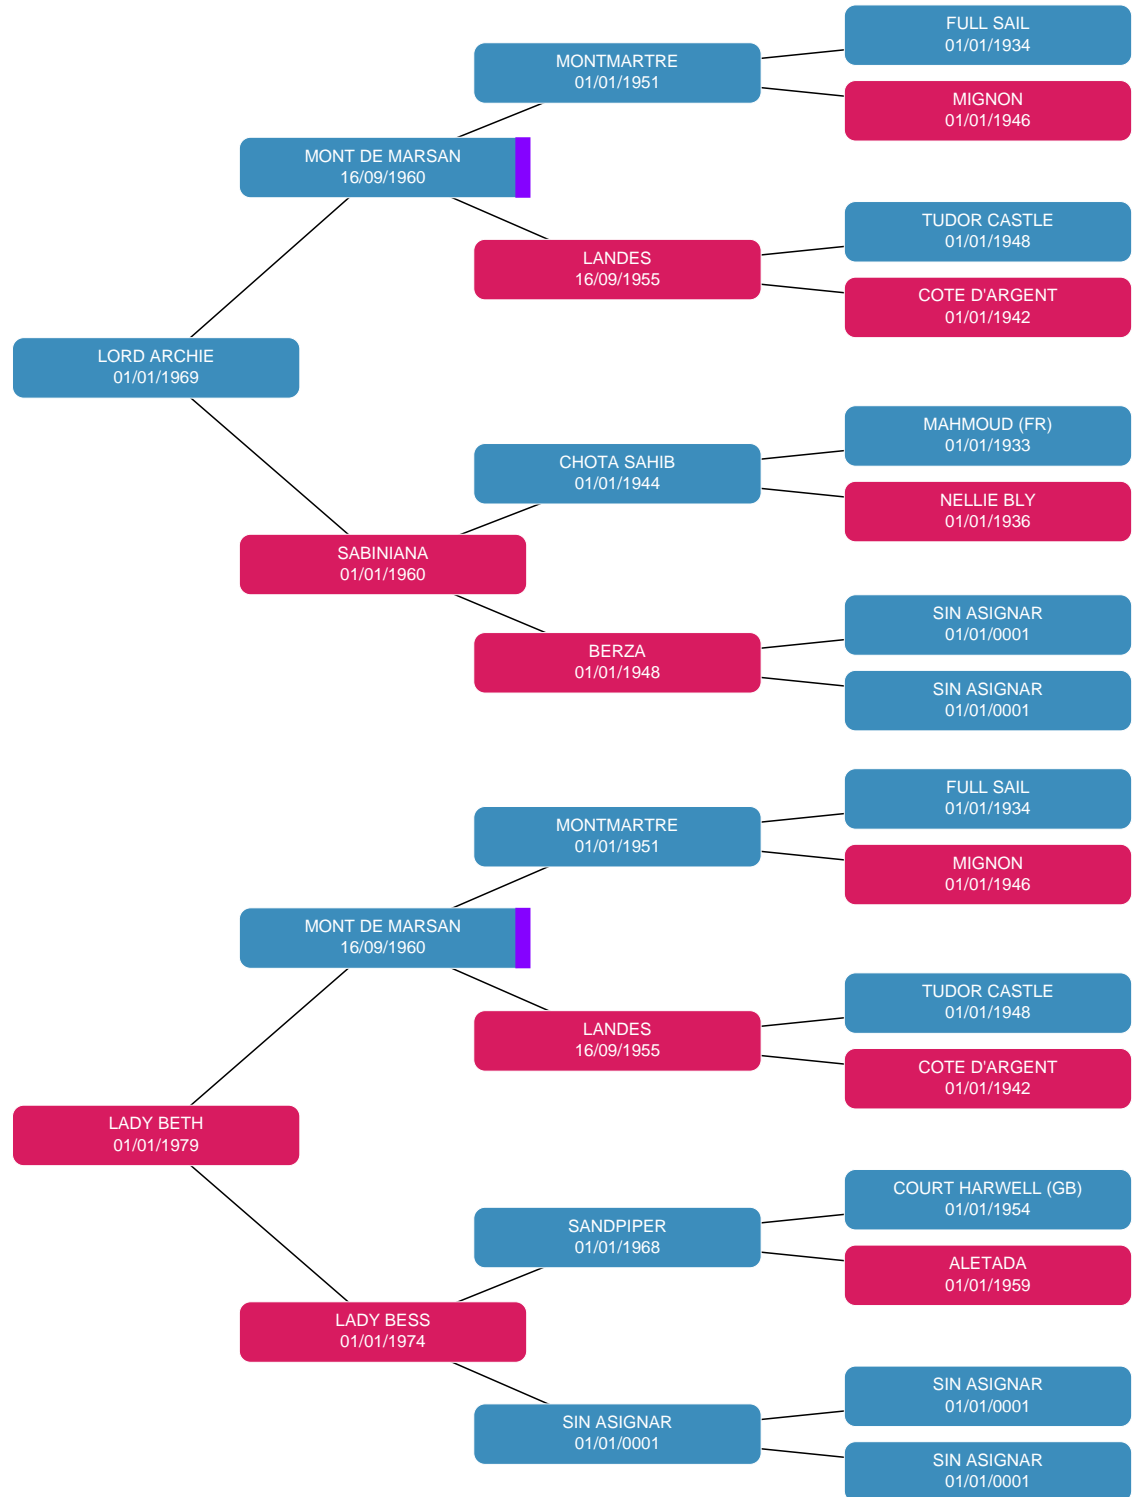 FULL SAIL
01/01/1934
MONTMARTRE
01/01/1951
MIGNON
01/01/1946
MONT DE MARSAN
16/09/1960
TUDOR CASTLE
01/01/1948
LANDES
16/09/1955
COTE D'ARGENT
01/01/1942
LORD ARCHIE
01/01/1969
MAHMOUD (FR)
01/01/1933
CHOTA SAHIB
01/01/1944
NELLIE BLY
01/01/1936
SABINIANA
01/01/1960
SIN ASIGNAR
01/01/0001
BERZA
01/01/1948
SIN ASIGNAR
01/01/0001
FULL SAIL
01/01/1934
MONTMARTRE
01/01/1951
MIGNON
01/01/1946
MONT DE MARSAN
16/09/1960
TUDOR CASTLE
01/01/1948
LANDES
16/09/1955
COTE D'ARGENT
01/01/1942
LADY BETH
01/01/1979
COURT HARWELL (GB)
01/01/1954
SANDPIPER
01/01/1968
ALETADA
01/01/1959
LADY BESS
01/01/1974
SIN ASIGNAR
01/01/0001
SIN ASIGNAR
01/01/0001
SIN ASIGNAR
01/01/0001